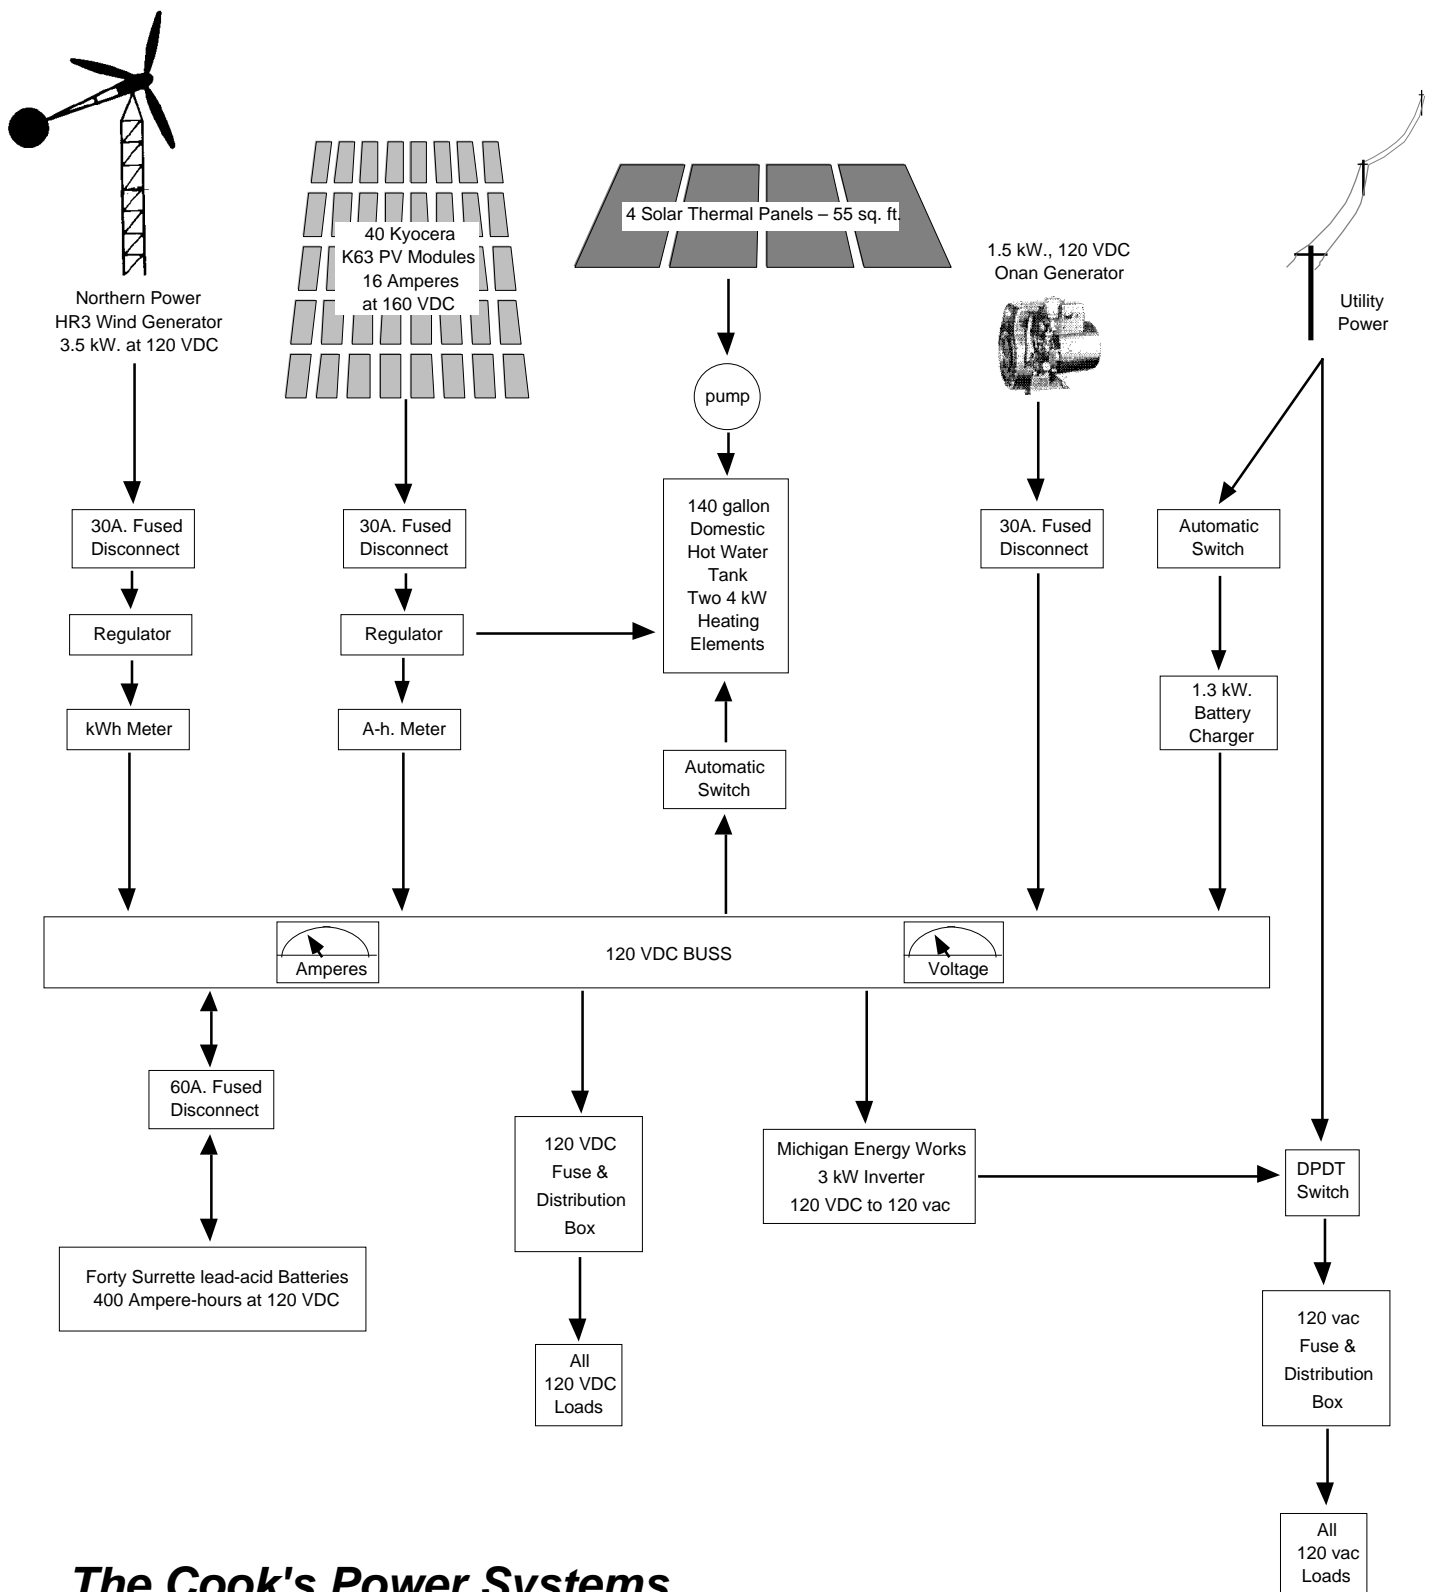 Northern Power
HR3 Wind Generator
3.5 kW. at 120 VDC
40 Kyocera
K63 PV Modules
16 Amperes
at 160 VDC
4 Solar Thermal Panels – 55 sq. ft.
1.5 kW., 120 VDC
Onan Generator
Utility
Power
pump
30A. Fused
Disconnect
30A. Fused
Disconnect
140 gallon
Domestic
Hot Water
Tank
Two 4 kW
Heating
Elements
30A. Fused
Disconnect
Automatic
Switch
Regulator
Regulator
kWh Meter
A-h. Meter
1.3 kW.
Battery
Charger
Automatic
Switch
Amperes
120 VDC BUSS
Voltage
60A. Fused
Disconnect
120 VDC
Fuse &
Distribution
Box
Michigan Energy Works
3 kW Inverter
120 VDC to 120 vac
DPDT
Switch
Forty Surrette lead-acid Batteries
400 Ampere-hours at 120 VDC
All
120 VDC
Loads
120 vac
Fuse &
Distribution
Box
All
120 vac
Loads
The Cook's Power Systems